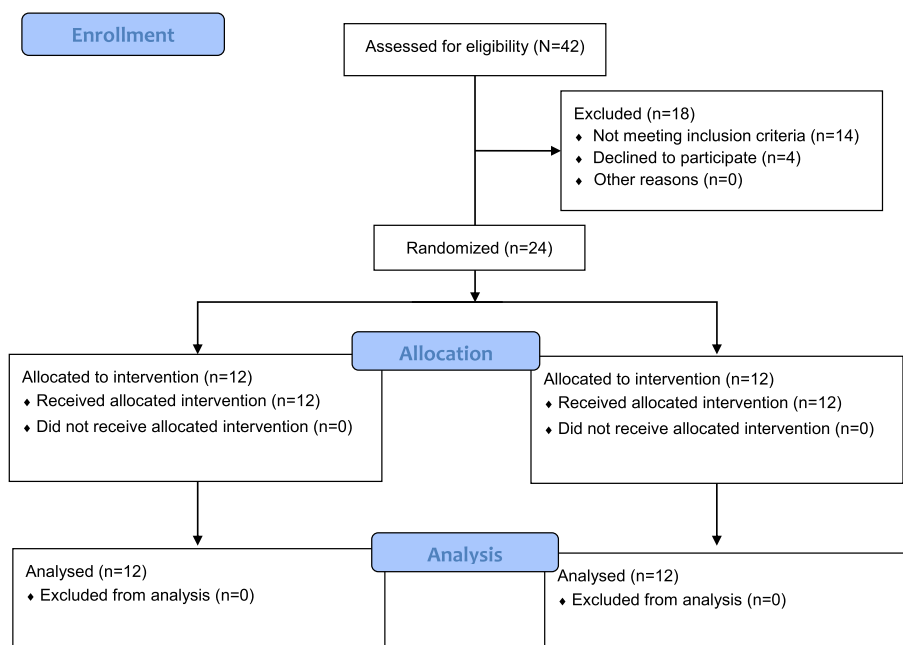 Enrollment
Assessed for eligibility (N=42)
Excluded (n=18)
♦ Not meeting inclusion criteria (n=14)
♦ Declined to participate (n=4)
♦ Other reasons (n=0)
Randomized (n=24)
Allocation
Allocated to intervention (n=12)
♦ Received allocated intervention (n=12)
♦ Did not receive allocated intervention (n=0)
Allocated to intervention (n=12)
♦ Received allocated intervention (n=12)
♦ Did not receive allocated intervention (n=0)
Analysis
Analysed (n=12)
♦ Excluded from analysis (n=0)
Analysed (n=12)
♦ Excluded from analysis (n=0)